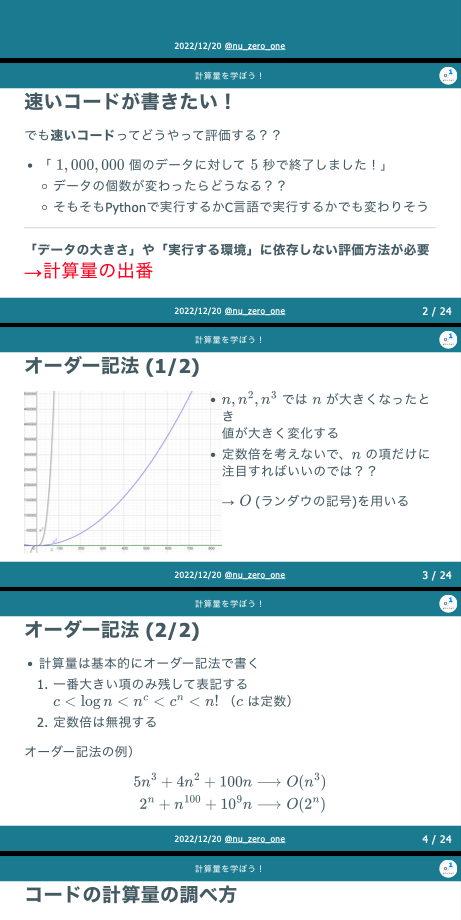 2022/12/20 @nu_zero_one
計算量を学ぼう！
速いコードが書きたい！
でも速いコードってどうやって評価する？？
• 「 1,000,000 個のデータに対して 5 秒で終了しました！」
◦ データの個数が変わったらどうなる？？
◦ そもそもPythonで実行するかC言語で実行するかでも変わりそう
「データの大きさ」や「実行する環境」に依存しない評価方法が必要
→計算量の出番
2022/12/20 @nu_zero_one
2 / 24
計算量を学ぼう！
オーダー記法 (1/2)
• n, n², n³ では n が大きくなったと
き
値が大きく変化する
• 定数倍を考えないで、n の項だけに
注目すればいいのでは？？
→ O (ランダウの記号)を用いる
2022/12/20 @nu_zero_one
3 / 24
計算量を学ぼう！
オーダー記法 (2/2)
• 計算量は基本的にオーダー記法で書く
1. 一番大きい項のみ残して表記する
c < log n < nᶜ < cⁿ < n! （c は定数）
2. 定数倍は無視する
オーダー記法の例）
5n³ + 4n² + 100n ⟶ O(n³)
2ⁿ + n¹⁰⁰ + 10⁹n ⟶ O(2ⁿ)
2022/12/20 @nu_zero_one
4 / 24
計算量を学ぼう！
コードの計算量の調べ方